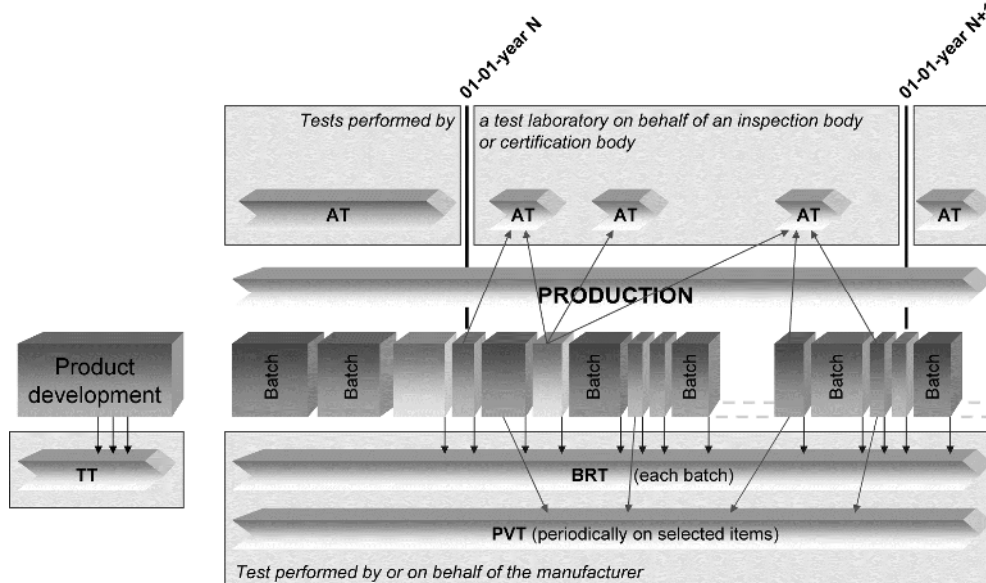 01-01-year N
01-01-year N+
Tests performed by
a test laboratory on behalf of an inspection body
or certification body
AT
AT
AT
AT
AT
PRODUCTION
Product
development
Batch
Batch
Batch
Batch
Batch
Batch
TT
BRT (each batch)
PVT (periodically on selected items)
Test performed by or on behalf of the manufacturer